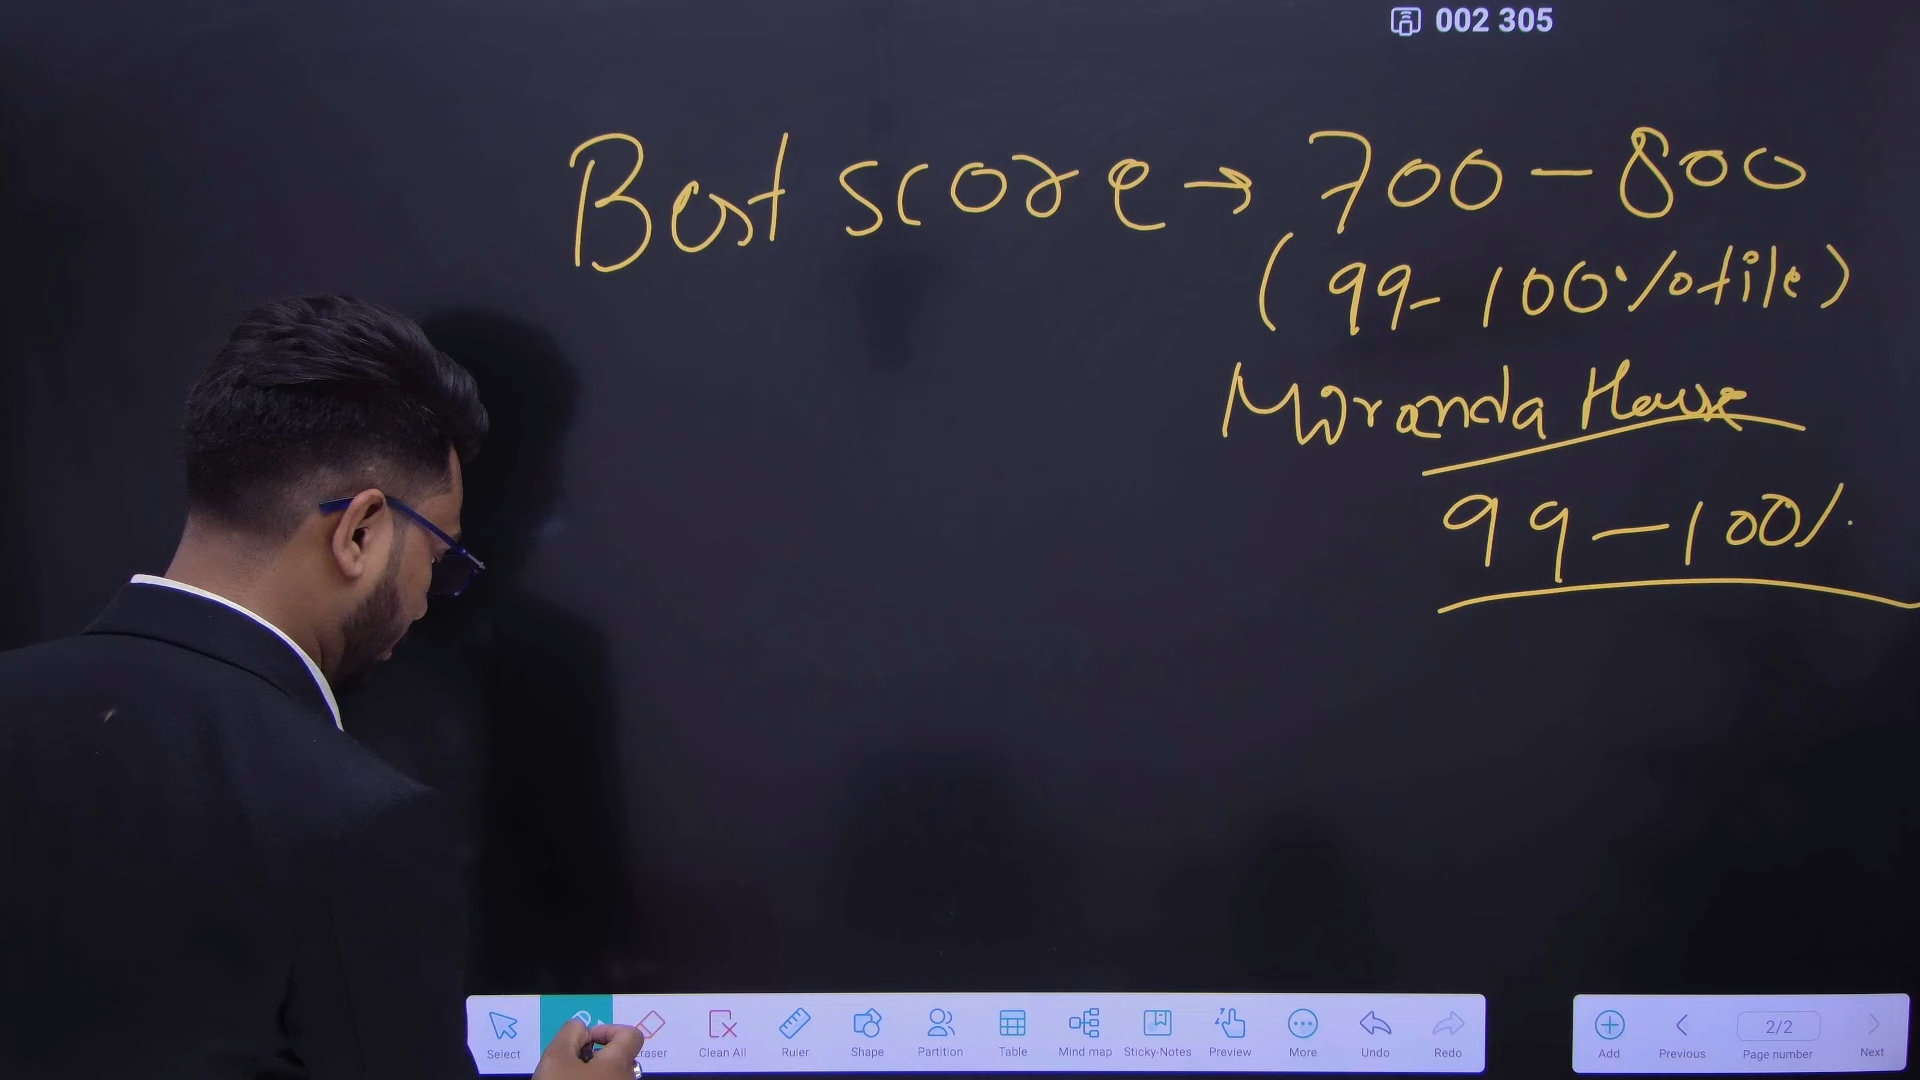 002 305
Best score → 700 - 800
(99 - 100%tile)
Miranda House
99 - 100%
Select
Eraser
Clean All
Ruler
Shape
Partition
Table
Mind map
Sticky-Notes
Preview
More
Undo
Redo
Add
Previous
2/2
Page number
Next